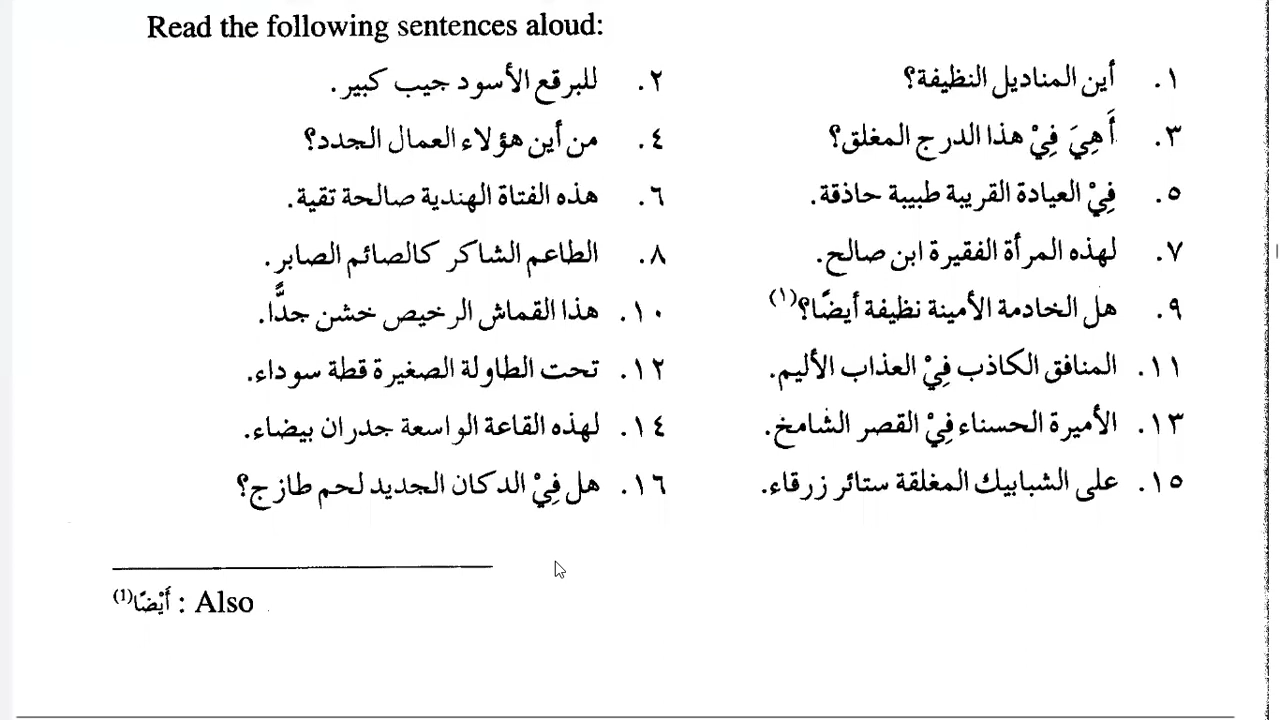 Read the following sentences aloud:
١. أين المناديل النظيفة؟
٢. للبرقع الأسود جيب كبير.
٣. أَهِيَ فِيْ هذا الدرج المغلق؟
٤. من أين هؤلاء العمال الجدد؟
٥. فِيْ العيادة القريبة طبيبة حاذقة.
٦. هذه الفتاة الهندية صالحة تقية.
٧. لهذه المرأة الفقيرة ابن صالح.
٨. الطاعم الشاكر كالصائم الصابر.
٩. هل الخادمة الأمينة نظيفة أيضًا؟(١)
١٠. هذا القماش الرخيص خشن جدًّا.
١١. المنافق الكاذب فِيْ العذاب الأليم.
١٢. تحت الطاولة الصغيرة قطة سوداء.
١٣. الأميرة الحسناء فِيْ القصر الشامخ.
١٤. لهذه القاعة الواسعة جدران بيضاء.
١٥. على الشبابيك المغلقة ستائر زرقاء.
١٦. هل فِيْ الدكان الجديد لحم طازج؟
(1)أَيْضًا : Also